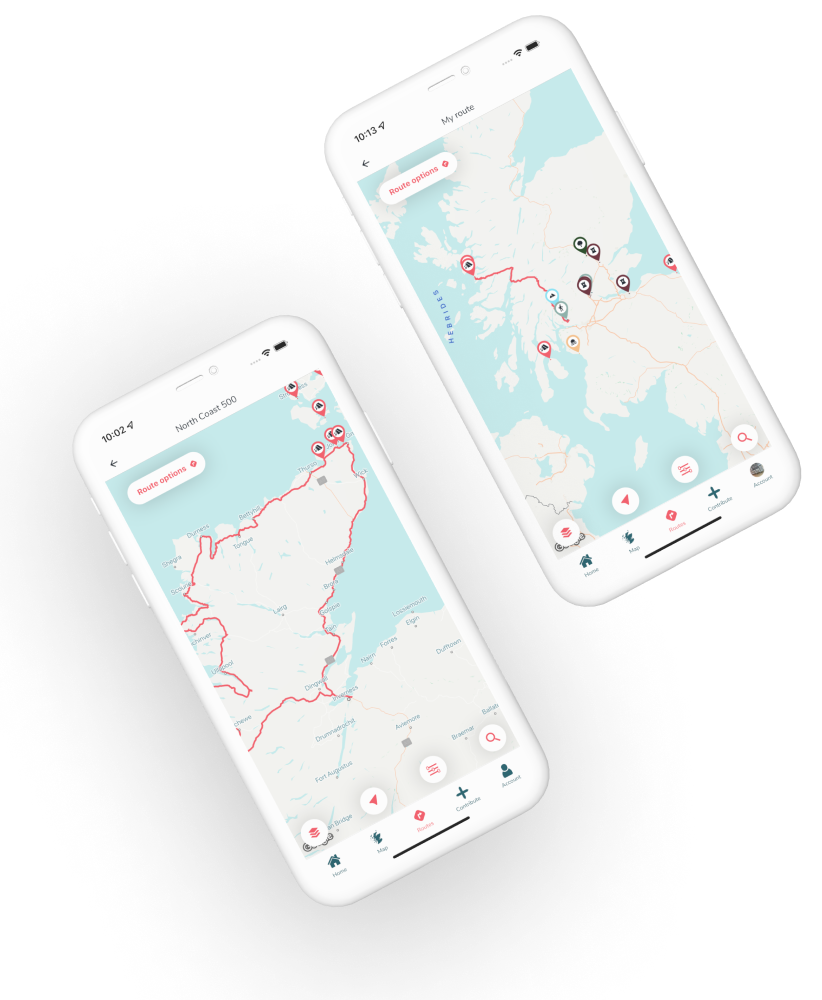 10:13
My route
Route options
HEBRIDES
Home
Map
Routes
Contribute
Account
10:02
North Coast 500
Route options
Thurso
Wick
Bettyhill
Durness
Tongue
Shegra
Scourie
Helmsdale
Brora
Lairg
Golspie
Lossiemouth
Tain
Elgin
Lochinver
Forres
Nairn
Dufftown
Ullapool
Dingwall
Inverness
Drumnadrochit
Aviemore
Braemar
Fort Augustus
Home
Map
Routes
Contribute
Account